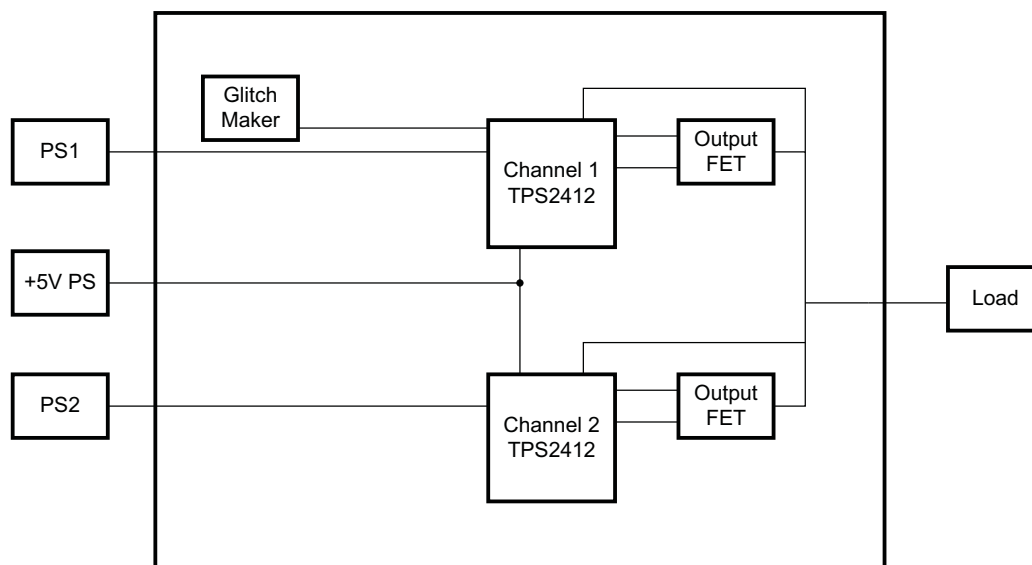 Glitch
Maker
PS1
Channel 1
TPS2412
Output
FET
+5V PS
Load
PS2
Channel 2
TPS2412
Output
FET